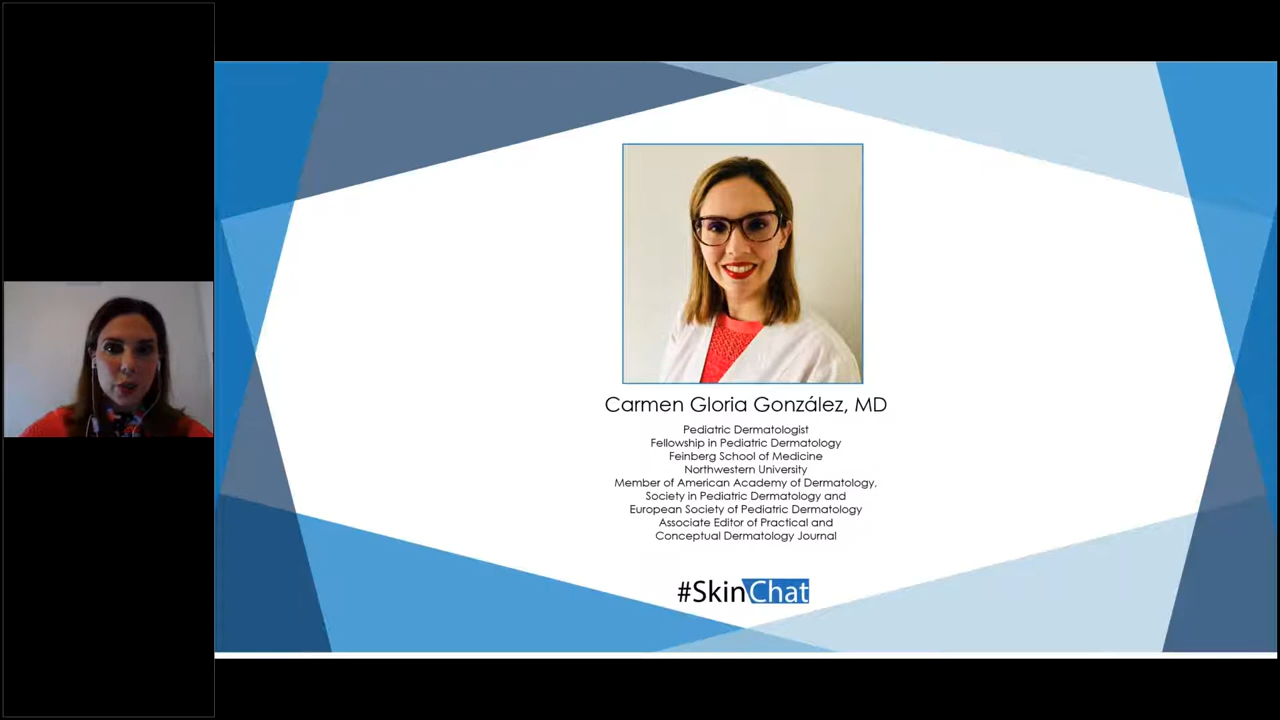 Carmen Gloria González, MD
Pediatric Dermatologist
Fellowship in Pediatric Dermatology
Feinberg School of Medicine
Northwestern University
Member of American Academy of Dermatology,
Society in Pediatric Dermatology and
European Society of Pediatric Dermatology
Associate Editor of Practical and
Conceptual Dermatology Journal
#SkinChat